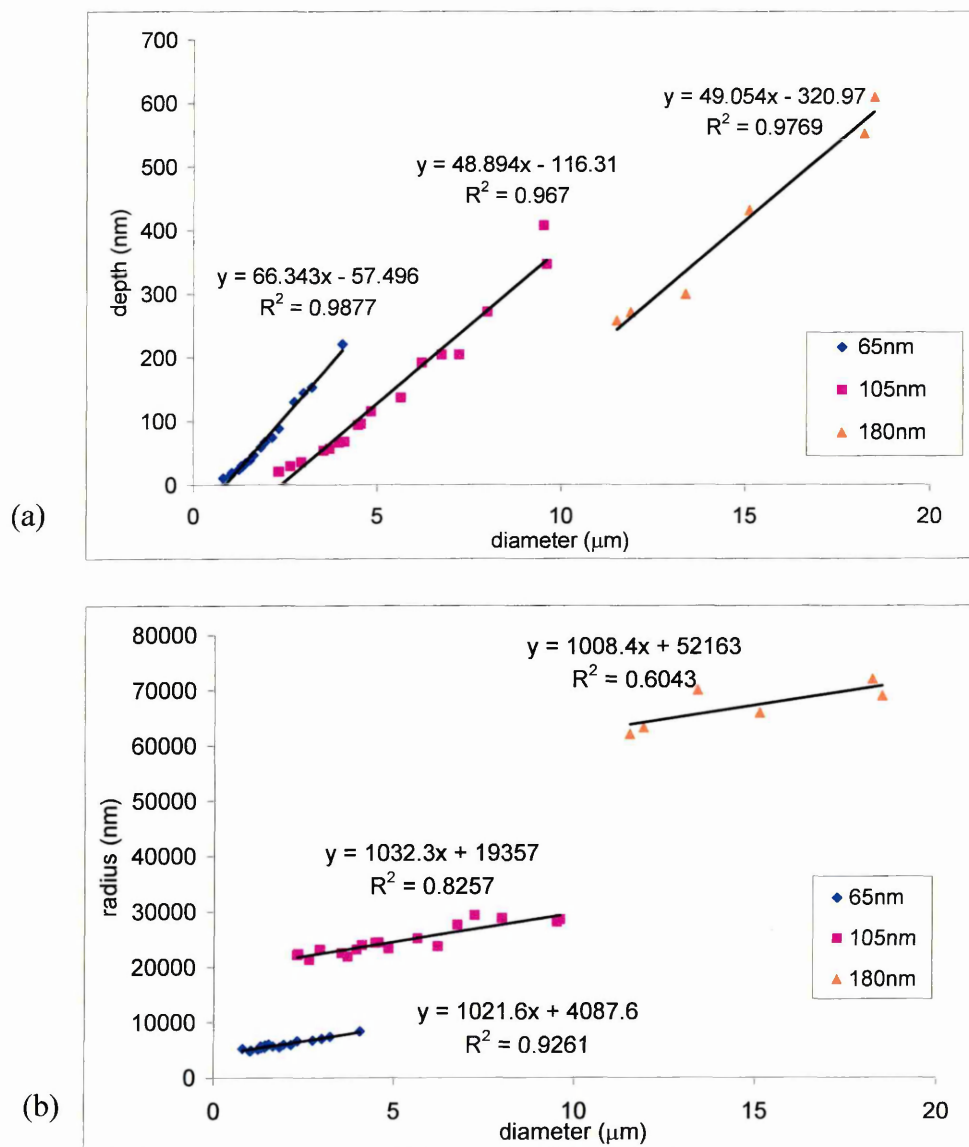 700
600
500
400
300
200
100
0
depth (nm)
y = 49.054x - 320.97
R² = 0.9769
y = 48.894x - 116.31
R² = 0.967
y = 66.343x - 57.496
R² = 0.9877
65nm
105nm
180nm
0 5 10 15 20
diameter (μm)
(a)
80000
70000
60000
50000
40000
30000
20000
10000
0
radius (nm)
y = 1008.4x + 52163
R² = 0.6043
y = 1032.3x + 19357
R² = 0.8257
y = 1021.6x + 4087.6
R² = 0.9261
65nm
105nm
180nm
0 5 10 15 20
diameter (μm)
(b)